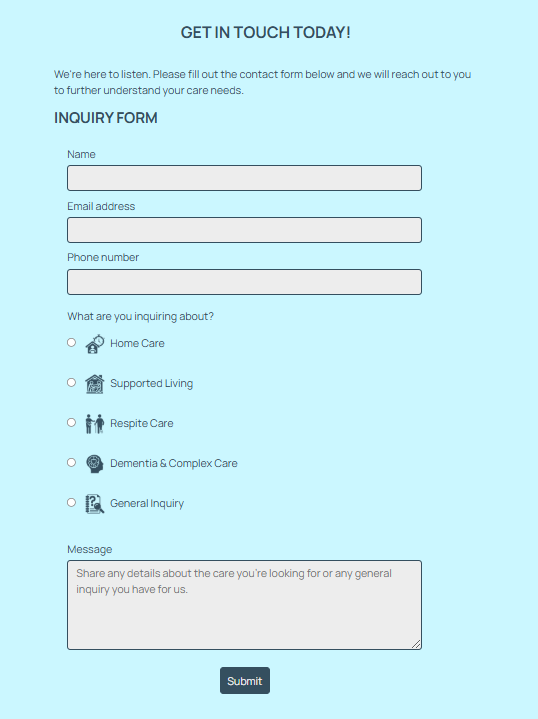 GET IN TOUCH TODAY!
We're here to listen. Please fill out the contact form below and we will reach out to you
to further understand your care needs.
INQUIRY FORM
Name
Email address
Phone number
What are you inquiring about?
Home Care
Supported Living
Respite Care
Dementia & Complex Care
General Inquiry
Message
Share any details about the care you're looking for or any general
inquiry you have for us.
Submit